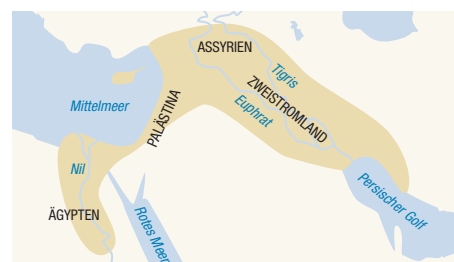 ASSYRIEN
Tigris
Mittelmeer
ZWEISTROMLAND
Euphrat
PALÄSTINA
Nil
Persischer Golf
ÄGYPTEN
Rotes Meer